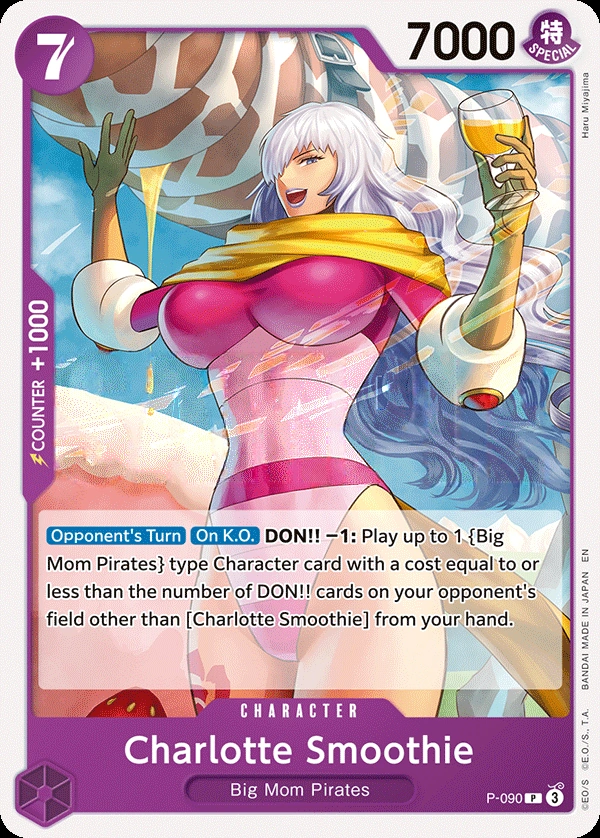 7
7000
特
SPECIAL
Haru Miyajima
COUNTER +1000
Opponent's Turn On K.O. DON!! −1: Play up to 1 {Big
Mom Pirates} type Character card with a cost equal to or
less than the number of DON!! cards on your opponent's
field other than [Charlotte Smoothie] from your hand.
CHARACTER
Charlotte Smoothie
Big Mom Pirates
P-090 P 3
©E.O/S ©E.O./S., T.A. BANDAI MADE IN JAPAN EN